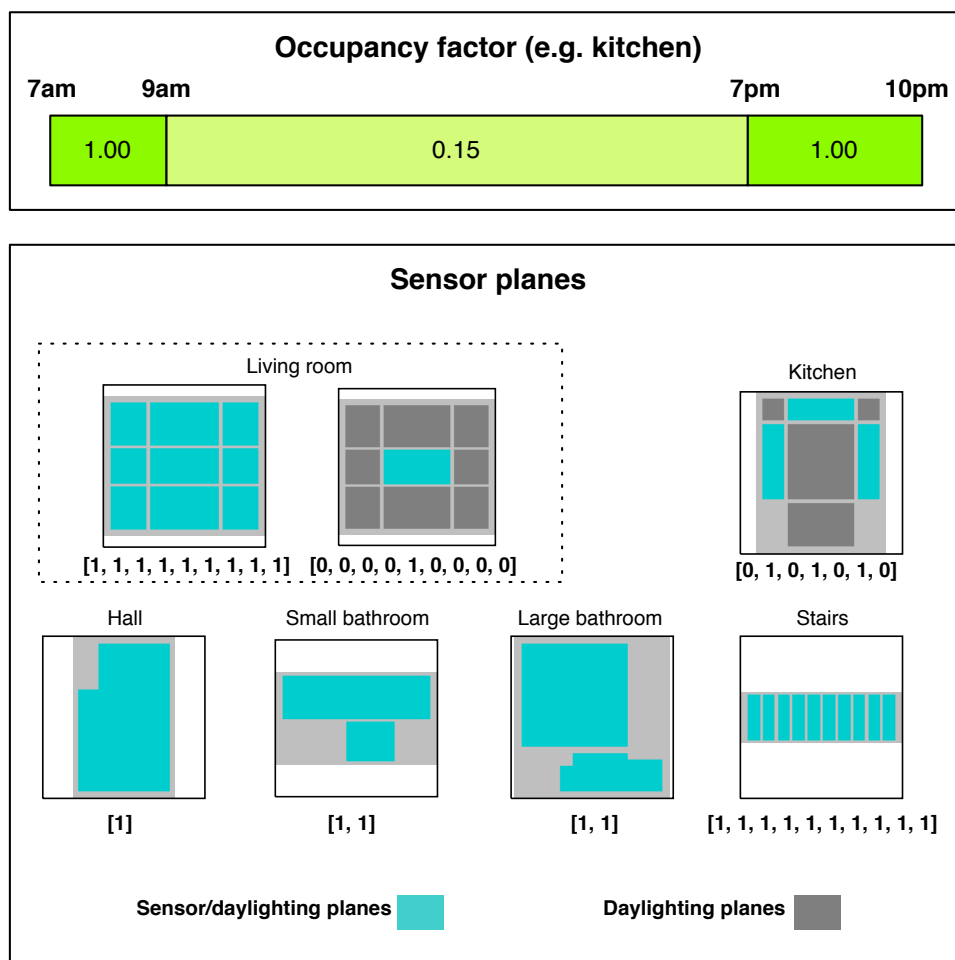 Occupancy factor (e.g. kitchen)
7am 9am 7pm 10pm
1.00 0.15 1.00
Sensor planes
Living room Kitchen
[1, 1, 1, 1, 1, 1, 1, 1, 1] [0, 0, 0, 0, 1, 0, 0, 0, 0] [0, 1, 0, 1, 0, 1, 0]
Hall Small bathroom Large bathroom Stairs
[1] [1, 1] [1, 1] [1, 1, 1, 1, 1, 1, 1, 1, 1, 1]
Sensor/daylighting planes Daylighting planes